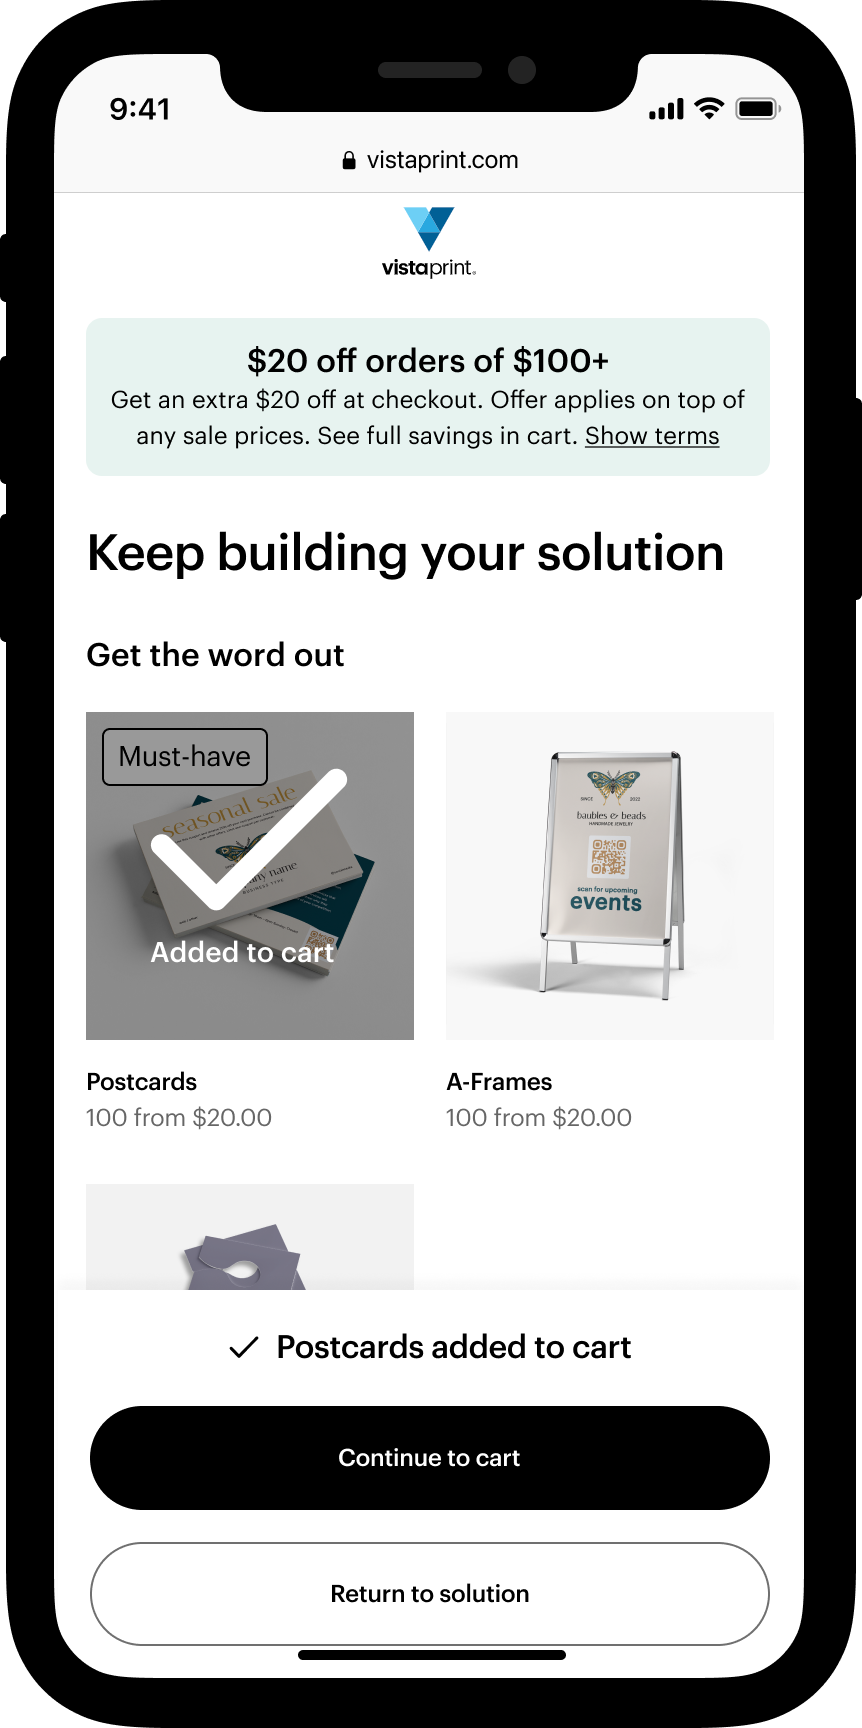 9:41
vistaprint.com
vistaprint.
$20 off orders of $100+
Get an extra $20 off at checkout. Offer applies on top of
any sale prices. See full savings in cart. Show terms
Keep building your solution
Get the word out
Must-have
seasonal sale
name
BUSINESS TYPE
Added to cart
SINCE 2022
baubles & beads
HANDMADE JEWELRY
scan for upcoming
events
Postcards
100 from $20.00
A-Frames
100 from $20.00
Postcards added to cart
Continue to cart
Return to solution